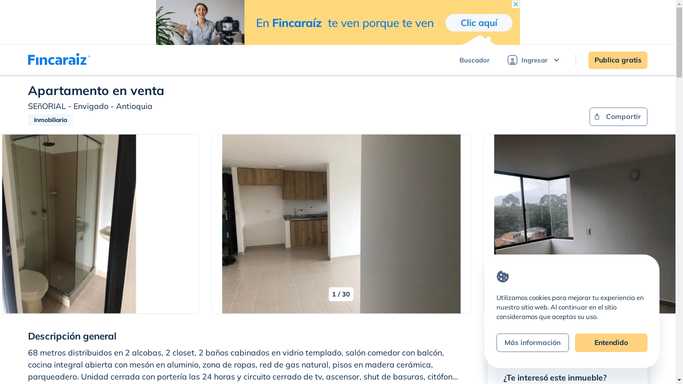 En Fincaraíz te ven porque te ven
Clic aquí
Fincaraiz
Buscador
Ingresar
Publica gratis
Apartamento en venta
SEñORIAL - Envigado - Antioquia
Inmobiliaria
Compartir
1 / 30
Utilizamos cookies para mejorar tu experiencia en
nuestro sitio web. Al continuar en el sitio
consideramos que aceptas su uso.
Más información
Entendido
Descripción general
68 metros distribuidos en 2 alcobas, 2 closet, 2 baños cabinados en vidrio templado, salón comedor con balcón,
cocina integral abierta con mesón en aluminio, zona de ropas, red de gas natural, pisos en madera cerámica,
parqueadero. Unidad cerrada con portería las 24 horas y circuito cerrado de tv, ascensor, shut de basuras, citófon...
¿Te interesó este inmueble?